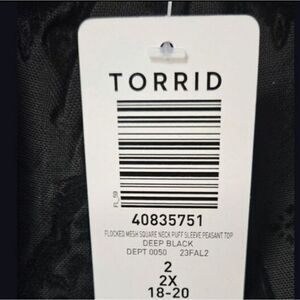 TORRID
FL_59
40835751
FLOCKED MESH SQUARE NECK PUFF SLEEVE PEASANT TOP
DEEP BLACK
DEPT 0050 23FAL2
2
2X
18-20